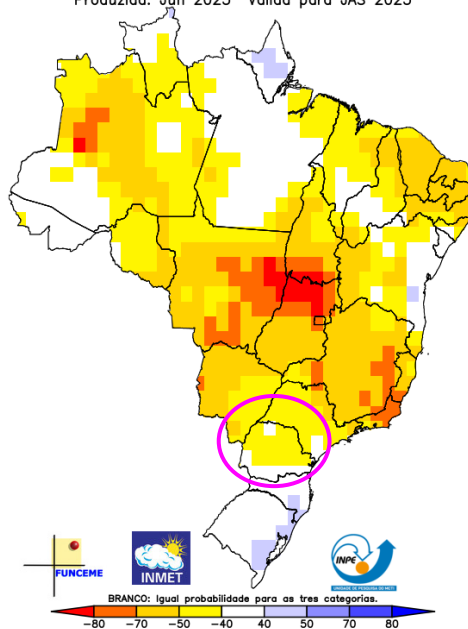 Produzida: Jun 2025 Válida para JAS 2025
FUNCEME
INMET
INPE
BRANCO: Igual probabilidade para as tres categorias.
-80 -70 -50 -40 40 50 70 80